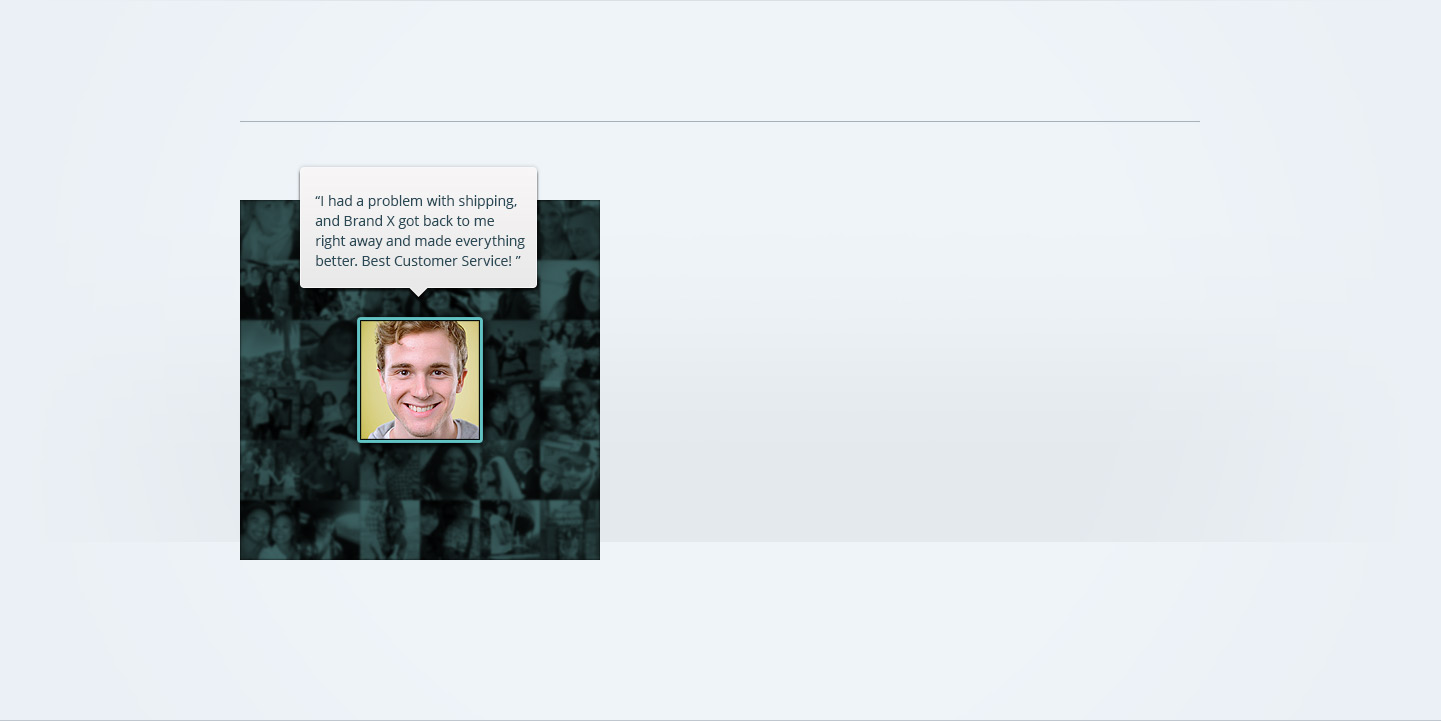 “I had a problem with shipping,
and Brand X got back to me
right away and made everything
better. Best Customer Service! ”